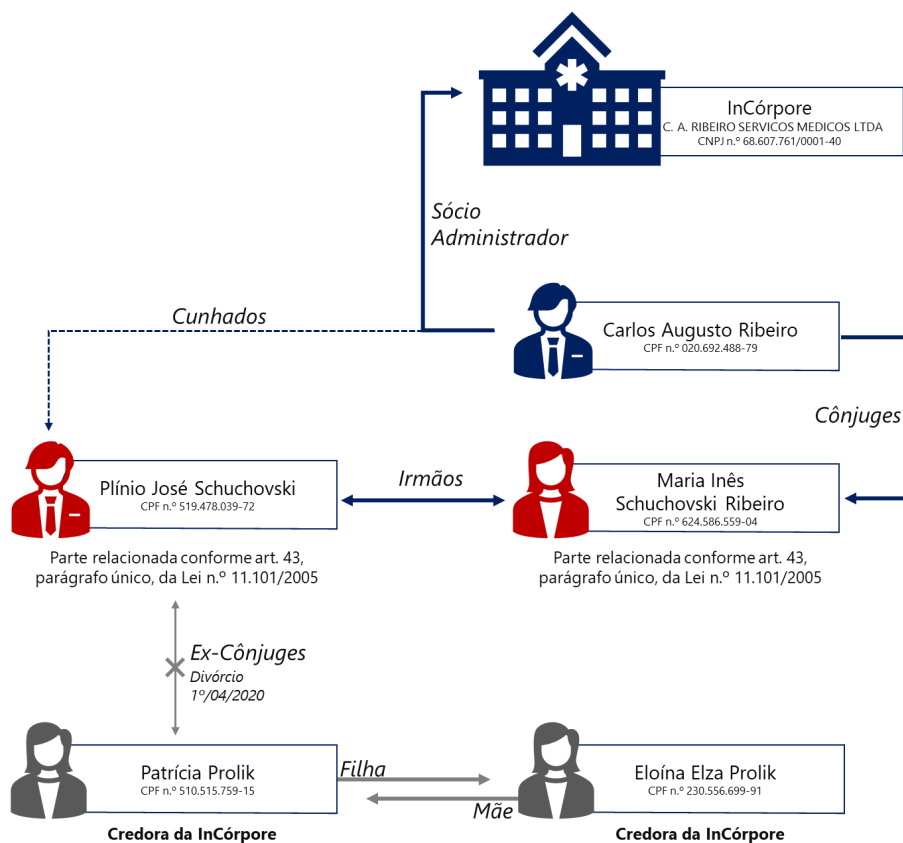 InCórpore
C. A. RIBEIRO SERVICOS MEDICOS LTDA
CNPJ n.º 68.607.761/0001-40
Sócio
Administrador
Cunhados
Carlos Augusto Ribeiro
CPF n.º 020.692.488-79
Cônjuges
Plínio José Schuchovski
CPF n.º 519.478.039-72
Irmãos
Maria Inês
Schuchovski Ribeiro
CPF n.º 624.586.559-04
Parte relacionada conforme art. 43,
parágrafo único, da Lei n.º 11.101/2005
Parte relacionada conforme art. 43,
parágrafo único, da Lei n.º 11.101/2005
Ex-Cônjuges
Divórcio
1º/04/2020
Patrícia Prolik
CPF n.º 510.515.759-15
Filha
Mãe
Eloína Elza Prolik
CPF n.º 230.556.699-91
Credora da InCórpore
Credora da InCórpore